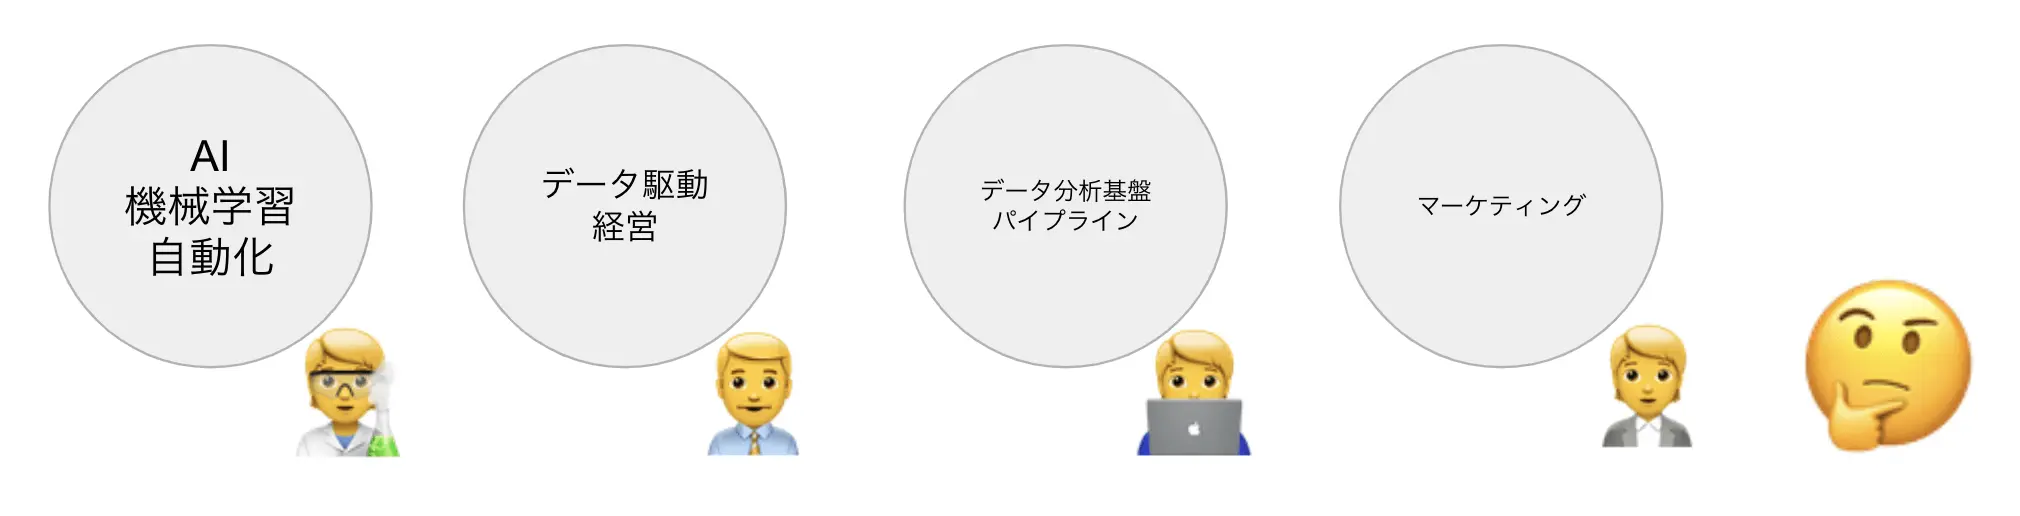 AI
機械学習
自動化
データ駆動
経営
データ分析基盤
パイプライン
マーケティング